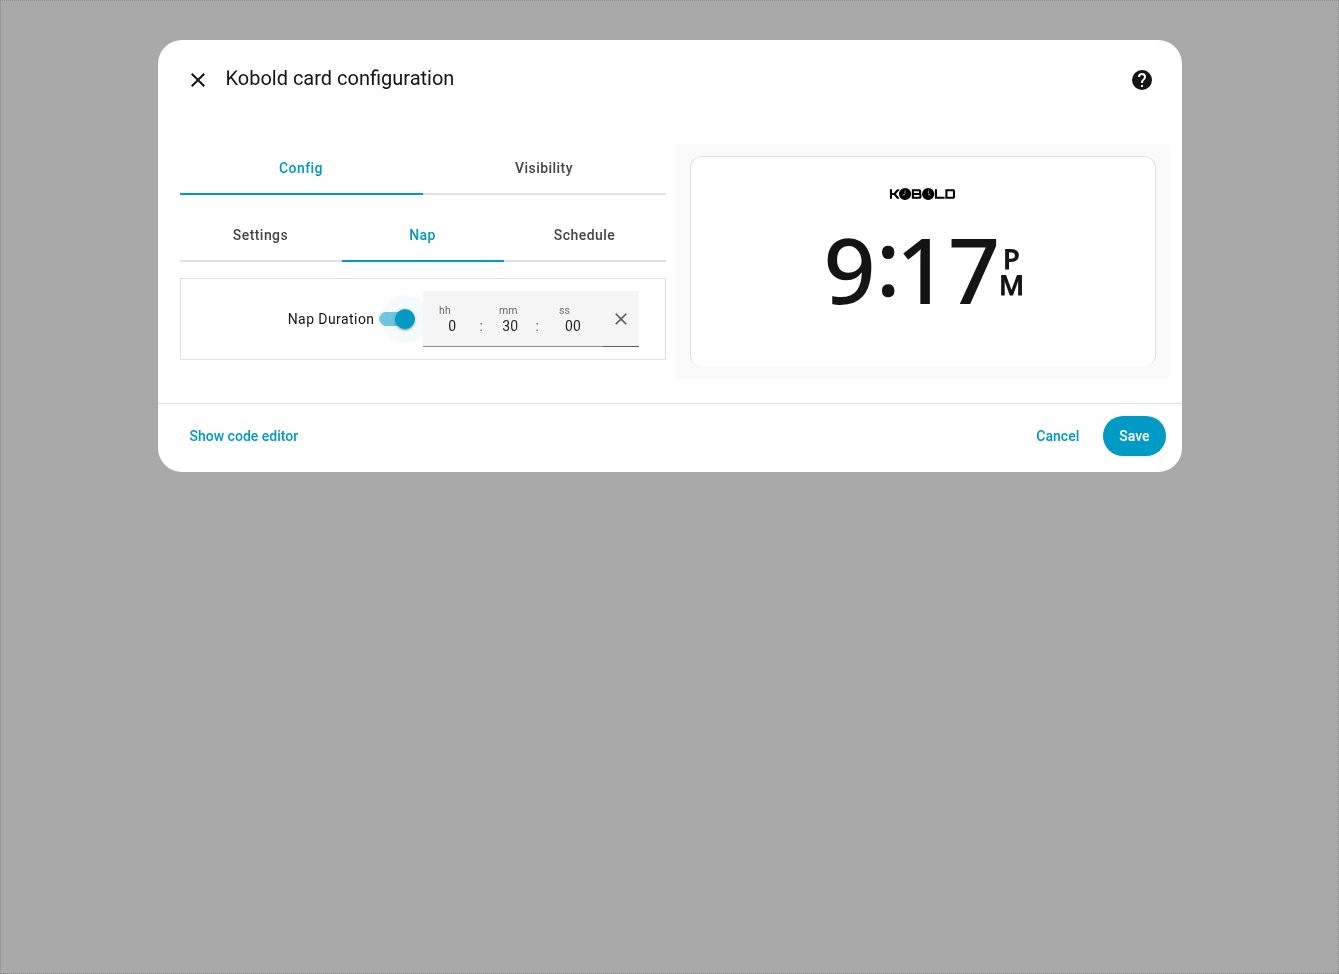 Kobold card configuration
Config
Visibility
Settings
Nap
Schedule
Nap Duration
hh
mm
ss
0 : 30 : 00
KOBOLD
9:17 PM
Show code editor
Cancel
Save